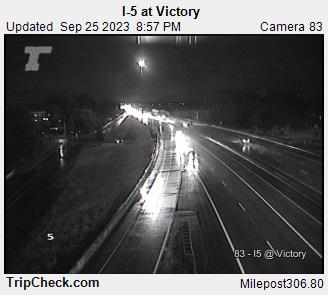 I-5 at Victory
Updated Sep 25 2023 8:57 PM Camera 83
T
S
83 - I5 @ Victory
TripCheck.com Milepost306.80